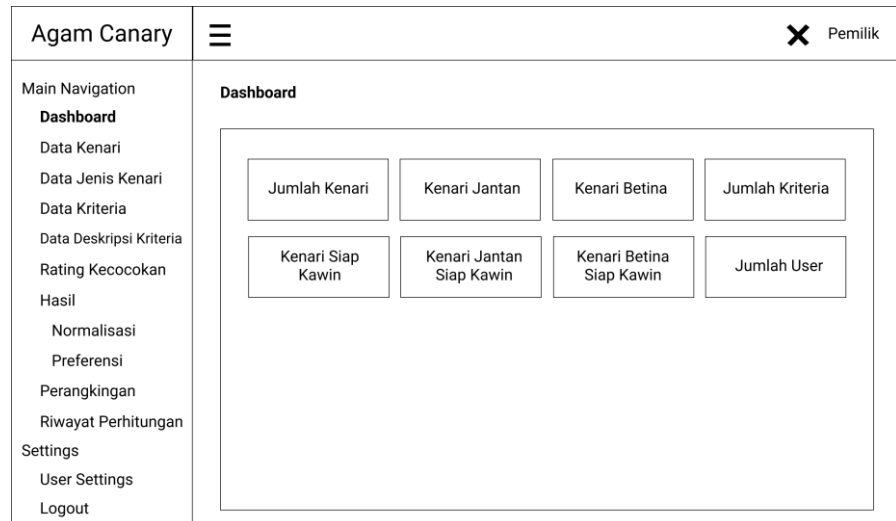 Agam Canary
Pemilik
Main Navigation
Dashboard
Data Kenari
Data Jenis Kenari
Data Kriteria
Data Deskripsi Kriteria
Rating Kecocokan
Hasil
Normalisasi
Preferensi
Perangkingan
Riwayat Perhitungan
Settings
User Settings
Logout
Dashboard
Jumlah Kenari
Kenari Jantan
Kenari Betina
Jumlah Kriteria
Kenari Siap
Kawin
Kenari Jantan
Siap Kawin
Kenari Betina
Siap Kawin
Jumlah User